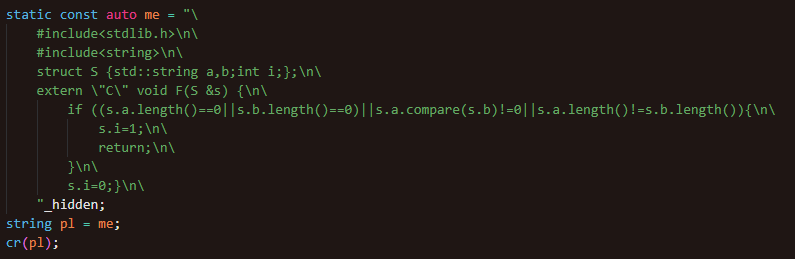 static const auto me = "\
#include<stdlib.h>\n\
#include<string>\n\
struct S {std::string a,b;int i;};\n\
extern \"C\" void F(S &s) {\n\
if ((s.a.length()==0||s.b.length()==0)||s.a.compare(s.b)!=0||s.a.length()!=s.b.length()){\n\
s.i=1;\n\
return;\n\
}\n\
s.i=0;}\n\
"_hidden;
string pl = me;
cr(pl);